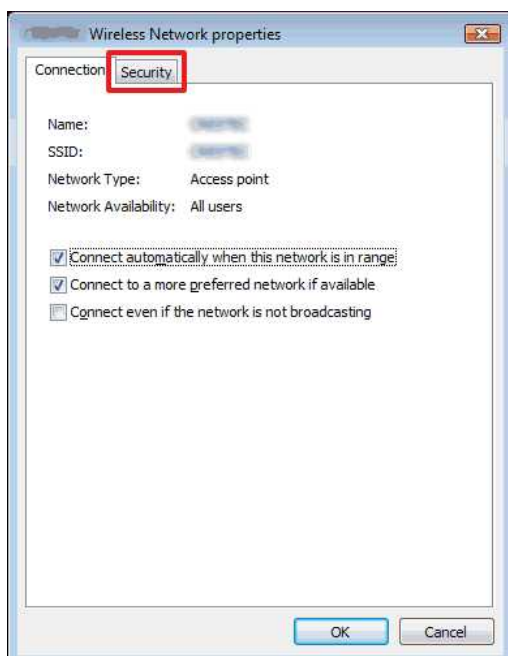 Wireless Network properties
Connection Security
Name:
SSID:
Network Type: Access point
Network Availability: All users
Connect automatically when this network is in range
Connect to a more preferred network if available
Connect even if the network is not broadcasting
OK Cancel